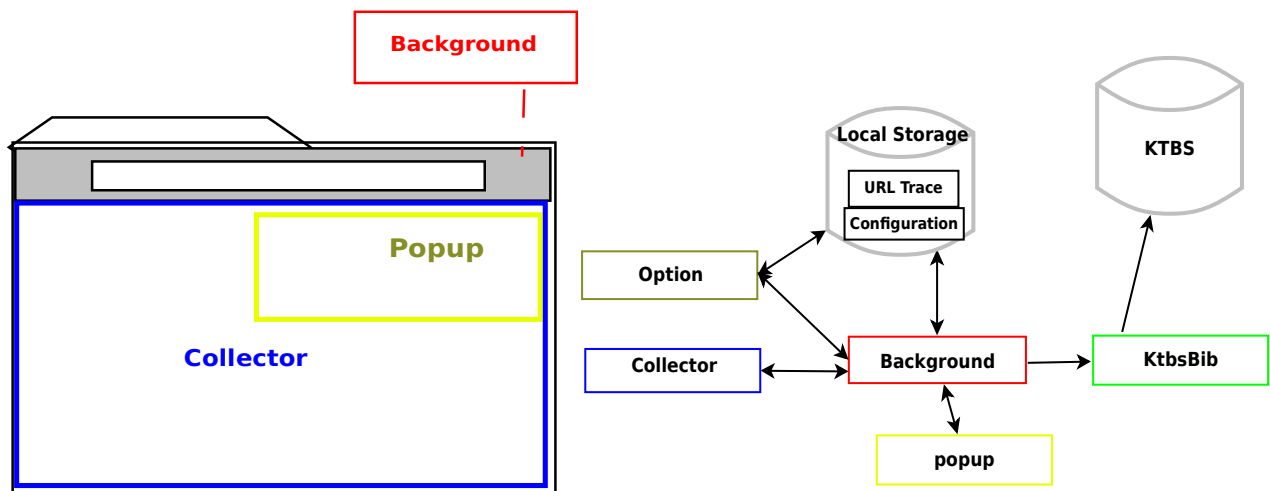 Background
Popup
Collector
Local Storage
URL Trace
Configuration
KTBS
Option
Collector
Background
KtbsBib
popup